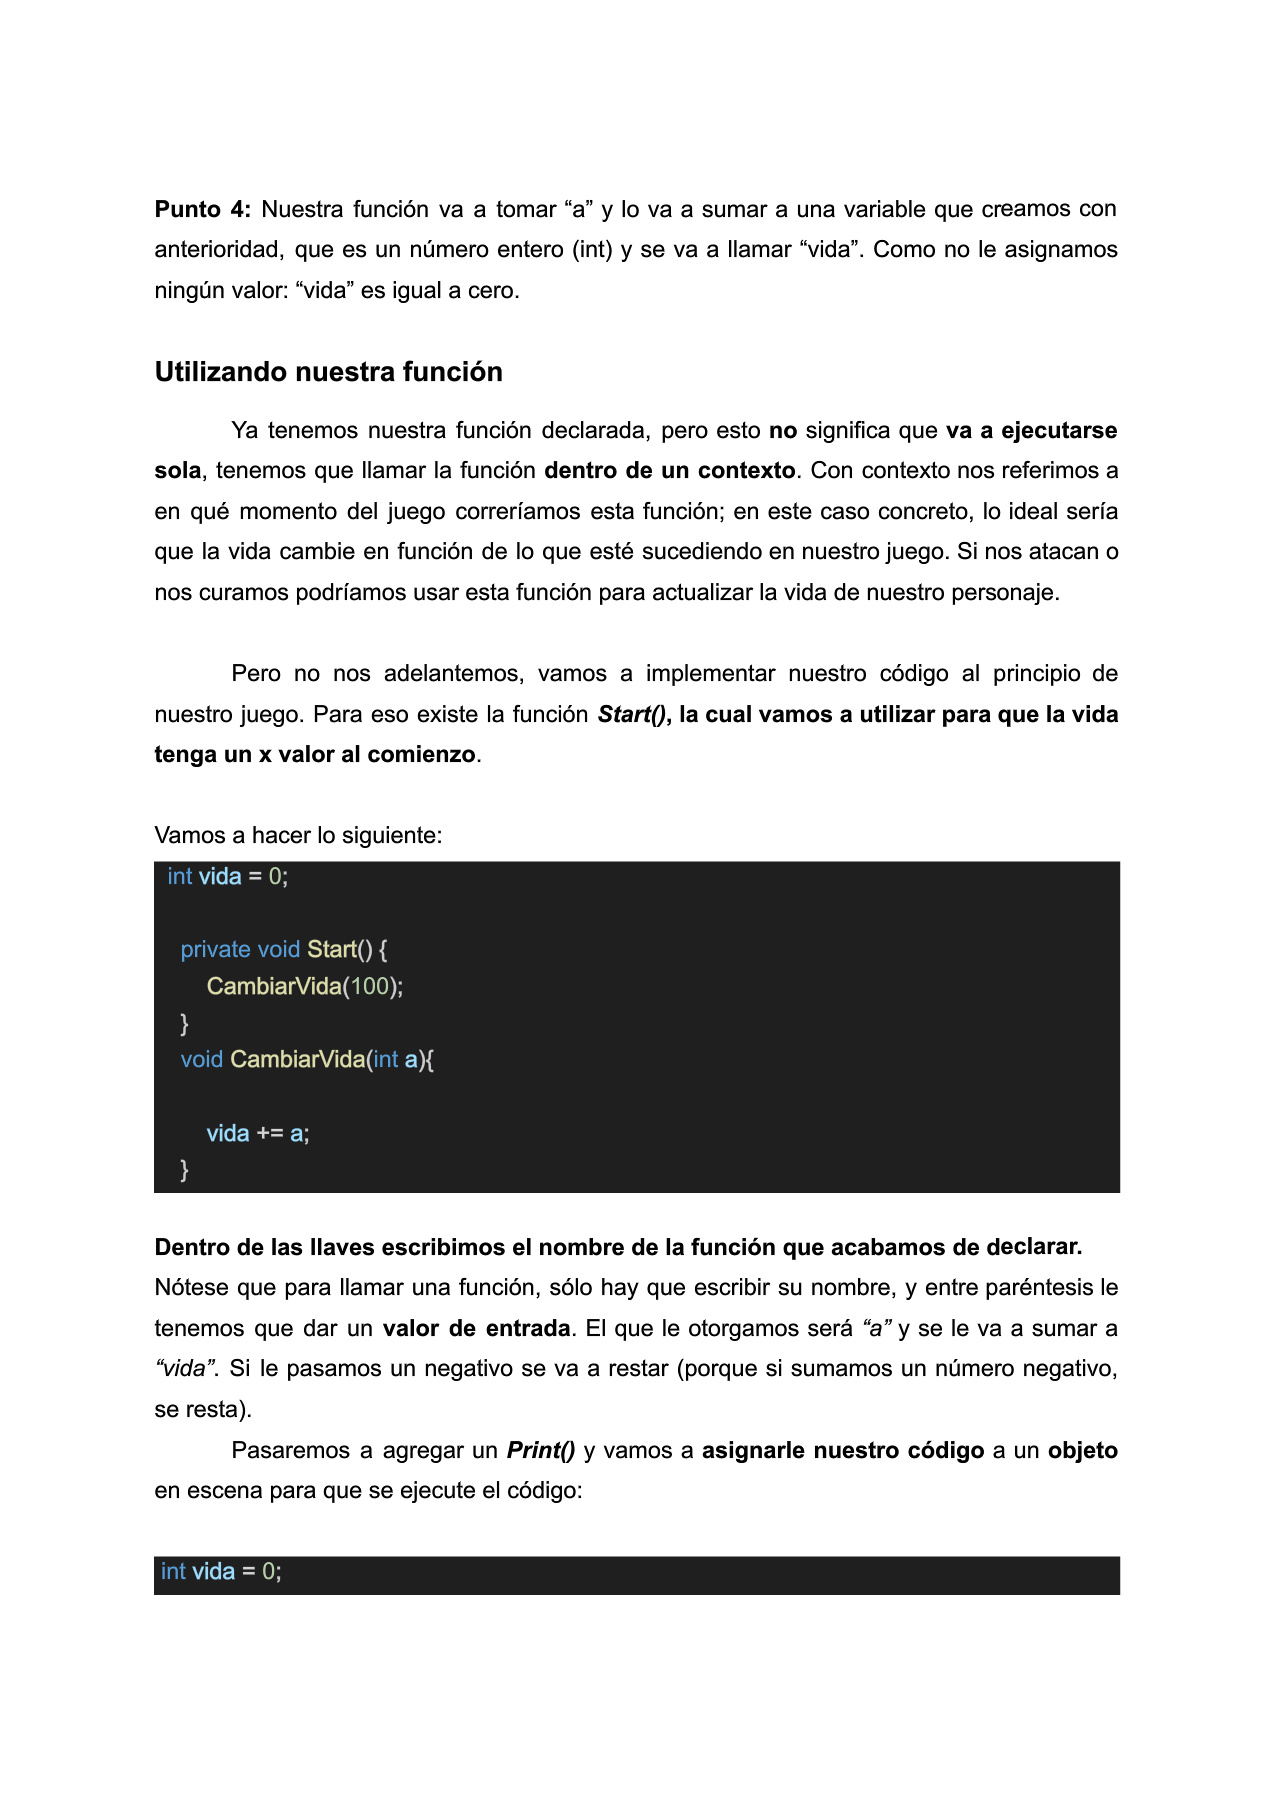 Punto 4: Nuestra función va a tomar “a” y lo va a sumar a una variable que creamos con
anterioridad, que es un número entero (int) y se va a llamar “vida”. Como no le asignamos
ningún valor: “vida” es igual a cero.
Utilizando nuestra función
Ya tenemos nuestra función declarada, pero esto no significa que va a ejecutarse
sola, tenemos que llamar la función dentro de un contexto. Con contexto nos referimos a
en qué momento del juego correríamos esta función; en este caso concreto, lo ideal sería
que la vida cambie en función de lo que esté sucediendo en nuestro juego. Si nos atacan o
nos curamos podríamos usar esta función para actualizar la vida de nuestro personaje.
Pero no nos adelantemos, vamos a implementar nuestro código al principio de
nuestro juego. Para eso existe la función Start(), la cual vamos a utilizar para que la vida
tenga un x valor al comienzo.
Vamos a hacer lo siguiente:
int vida = 0;
private void Start() {
CambiarVida(100);
}
void CambiarVida(int a){
vida += a;
}
Dentro de las llaves escribimos el nombre de la función que acabamos de declarar.
Nótese que para llamar una función, sólo hay que escribir su nombre, y entre paréntesis le
tenemos que dar un valor de entrada. El que le otorgamos será “a” y se le va a sumar a
“vida”. Si le pasamos un negativo se va a restar (porque si sumamos un número negativo,
se resta).
Pasaremos a agregar un Print() y vamos a asignarle nuestro código a un objeto
en escena para que se ejecute el código:
int vida = 0;